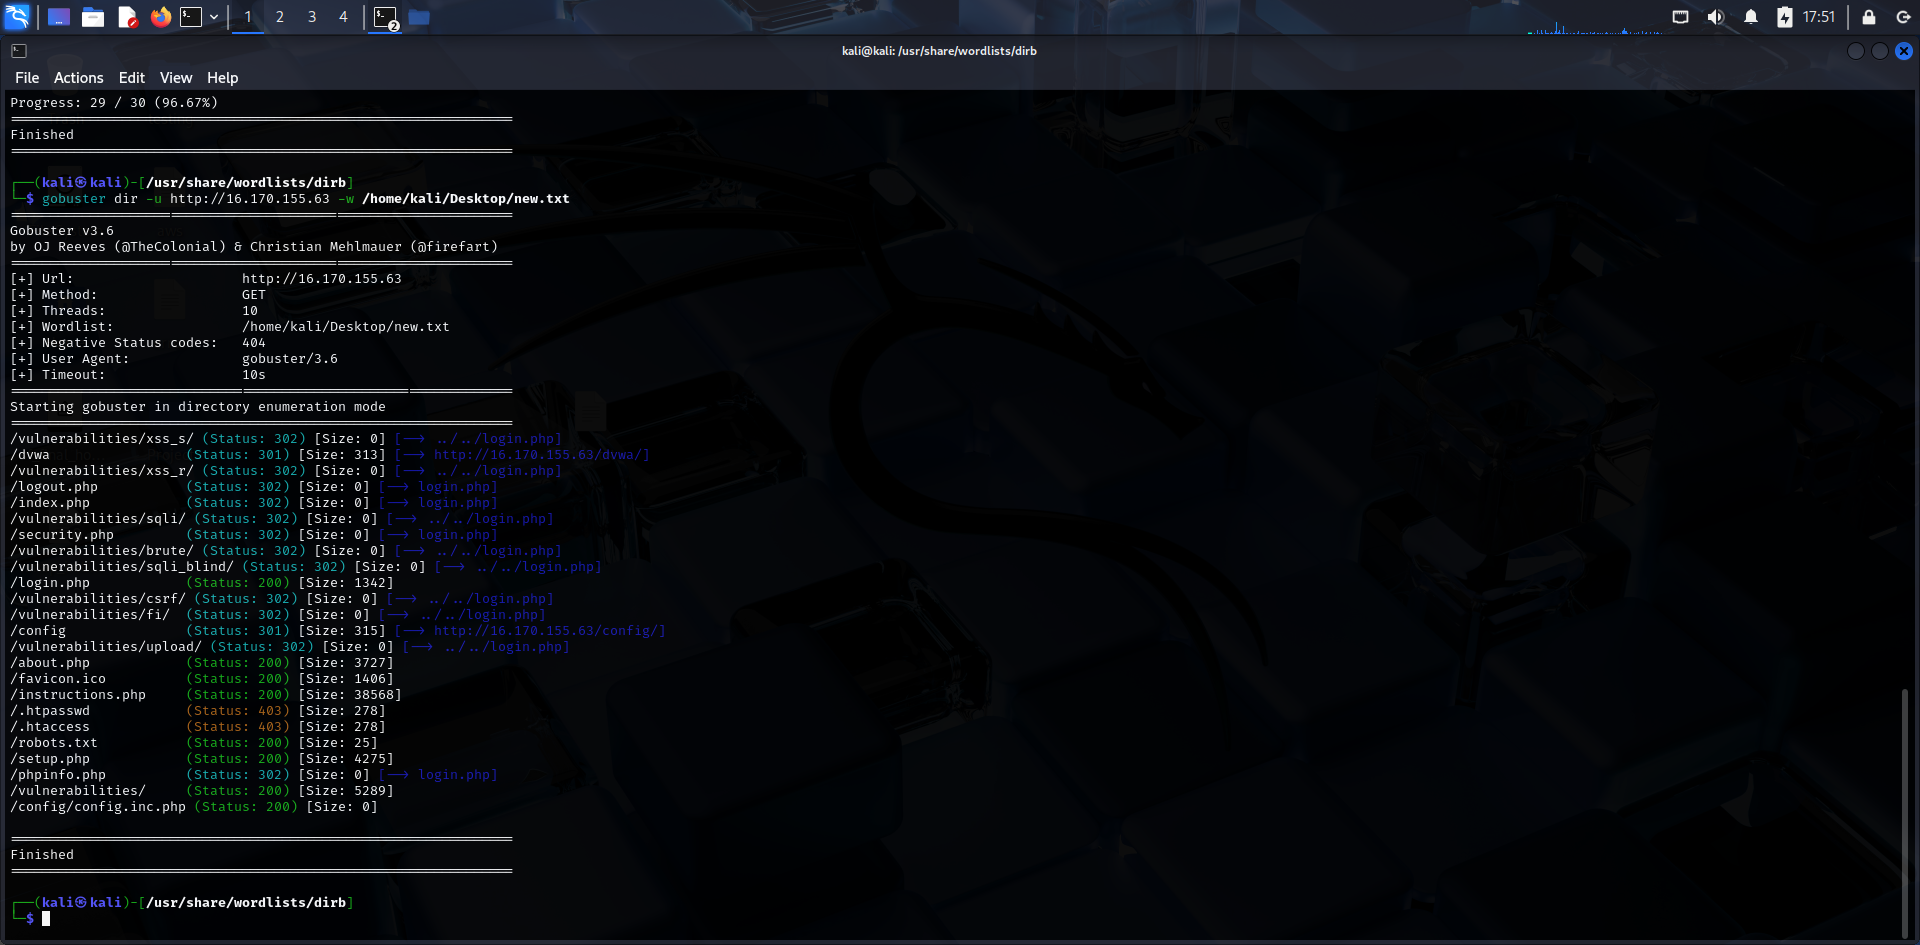 1 2 3 4 2 17:51
kali@kali: /usr/share/wordlists/dirb
File Actions Edit View Help
Progress: 29 / 30 (96.67%)
===============================================================
Finished
===============================================================
┌──(kali㉿kali)-[/usr/share/wordlists/dirb]
└─$ gobuster dir -u http://16.170.155.63 -w /home/kali/Desktop/new.txt
===============================================================
Gobuster v3.6
by OJ Reeves (@TheColonial) & Christian Mehlmauer (@firefart)
===============================================================
[+] Url: http://16.170.155.63
[+] Method: GET
[+] Threads: 10
[+] Wordlist: /home/kali/Desktop/new.txt
[+] Negative Status codes: 404
[+] User Agent: gobuster/3.6
[+] Timeout: 10s
===============================================================
Starting gobuster in directory enumeration mode
===============================================================
/vulnerabilities/xss_s/ (Status: 302) [Size: 0] [--> ../../login.php]
/dvwa (Status: 301) [Size: 313] [--> http://16.170.155.63/dvwa/]
/vulnerabilities/xss_r/ (Status: 302) [Size: 0] [--> ../../login.php]
/logout.php (Status: 302) [Size: 0] [--> login.php]
/index.php (Status: 302) [Size: 0] [--> login.php]
/vulnerabilities/sqli/ (Status: 302) [Size: 0] [--> ../../login.php]
/security.php (Status: 302) [Size: 0] [--> login.php]
/vulnerabilities/brute/ (Status: 302) [Size: 0] [--> ../../login.php]
/vulnerabilities/sqli_blind/ (Status: 302) [Size: 0] [--> ../../login.php]
/login.php (Status: 200) [Size: 1342]
/vulnerabilities/csrf/ (Status: 302) [Size: 0] [--> ../../login.php]
/vulnerabilities/fi/ (Status: 302) [Size: 0] [--> ../../login.php]
/config (Status: 301) [Size: 315] [--> http://16.170.155.63/config/]
/vulnerabilities/upload/ (Status: 302) [Size: 0] [--> ../../login.php]
/about.php (Status: 200) [Size: 3727]
/favicon.ico (Status: 200) [Size: 1406]
/instructions.php (Status: 200) [Size: 38568]
/.htpasswd (Status: 403) [Size: 278]
/.htaccess (Status: 403) [Size: 278]
/robots.txt (Status: 200) [Size: 25]
/setup.php (Status: 200) [Size: 4275]
/phpinfo.php (Status: 302) [Size: 0] [--> login.php]
/vulnerabilities/ (Status: 200) [Size: 5289]
/config/config.inc.php (Status: 200) [Size: 0]
===============================================================
Finished
===============================================================
┌──(kali㉿kali)-[/usr/share/wordlists/dirb]
└─$